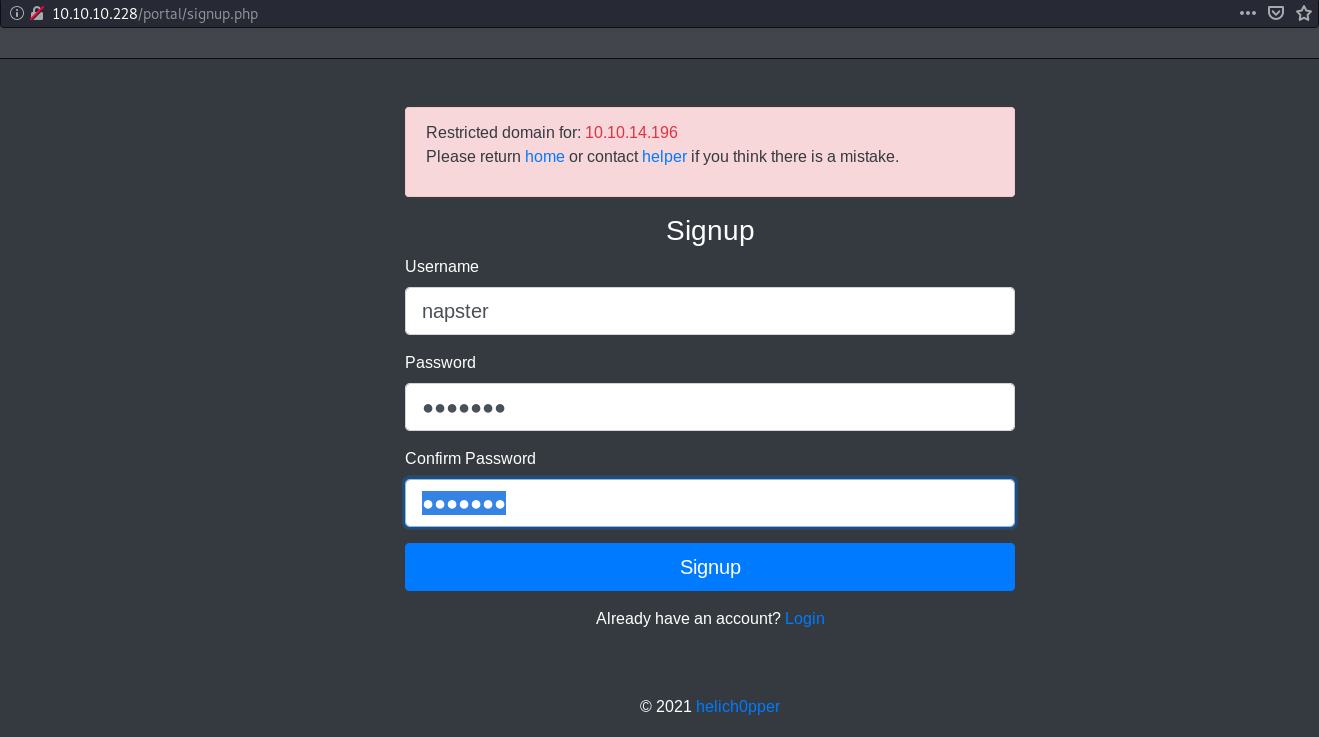 10.10.10.228/portal/signup.php
Restricted domain for: 10.10.14.196
Please return home or contact helper if you think there is a mistake.
Signup
Username
napster
Password
●●●●●●●
Confirm Password
●●●●●●●
Signup
Already have an account? Login
© 2021 helich0pper